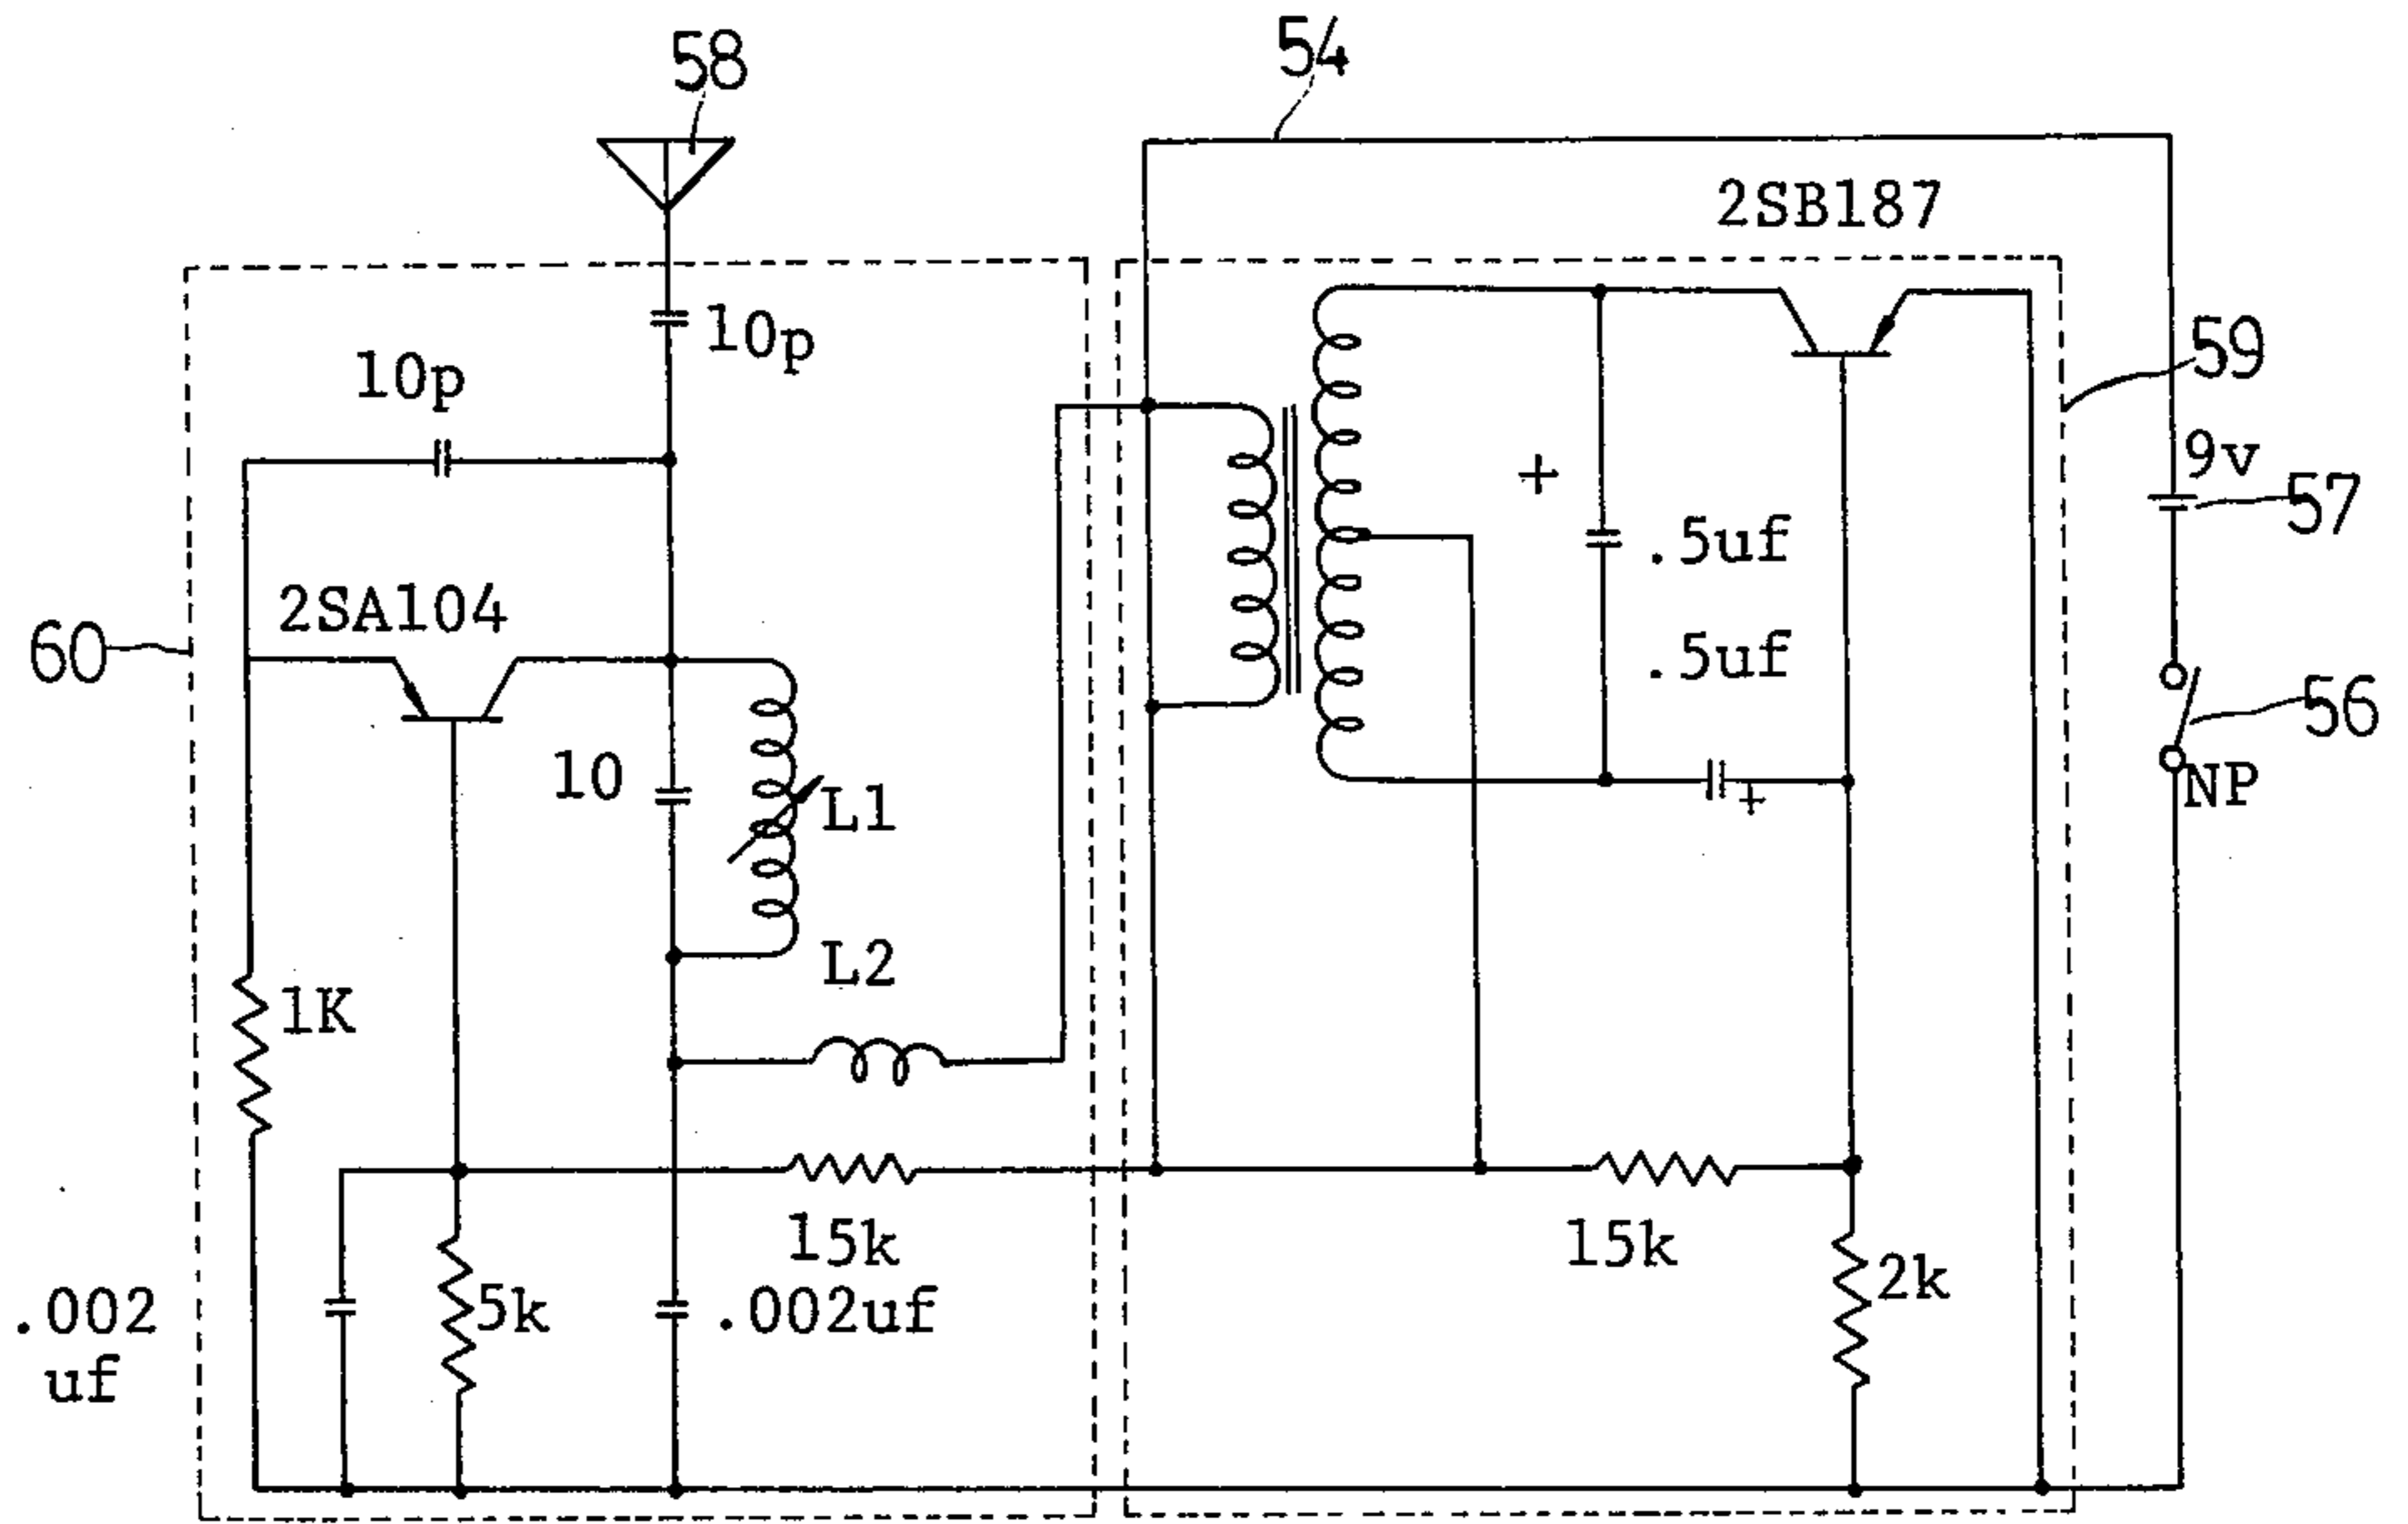 58
54
2SB187
10p
10p
59
9v
57
+
.5uf
2SA104
.5uf
60
56
10
L1
+
NP
L2
1K
15k
15k
.002
uf
5k
.002uf
2k